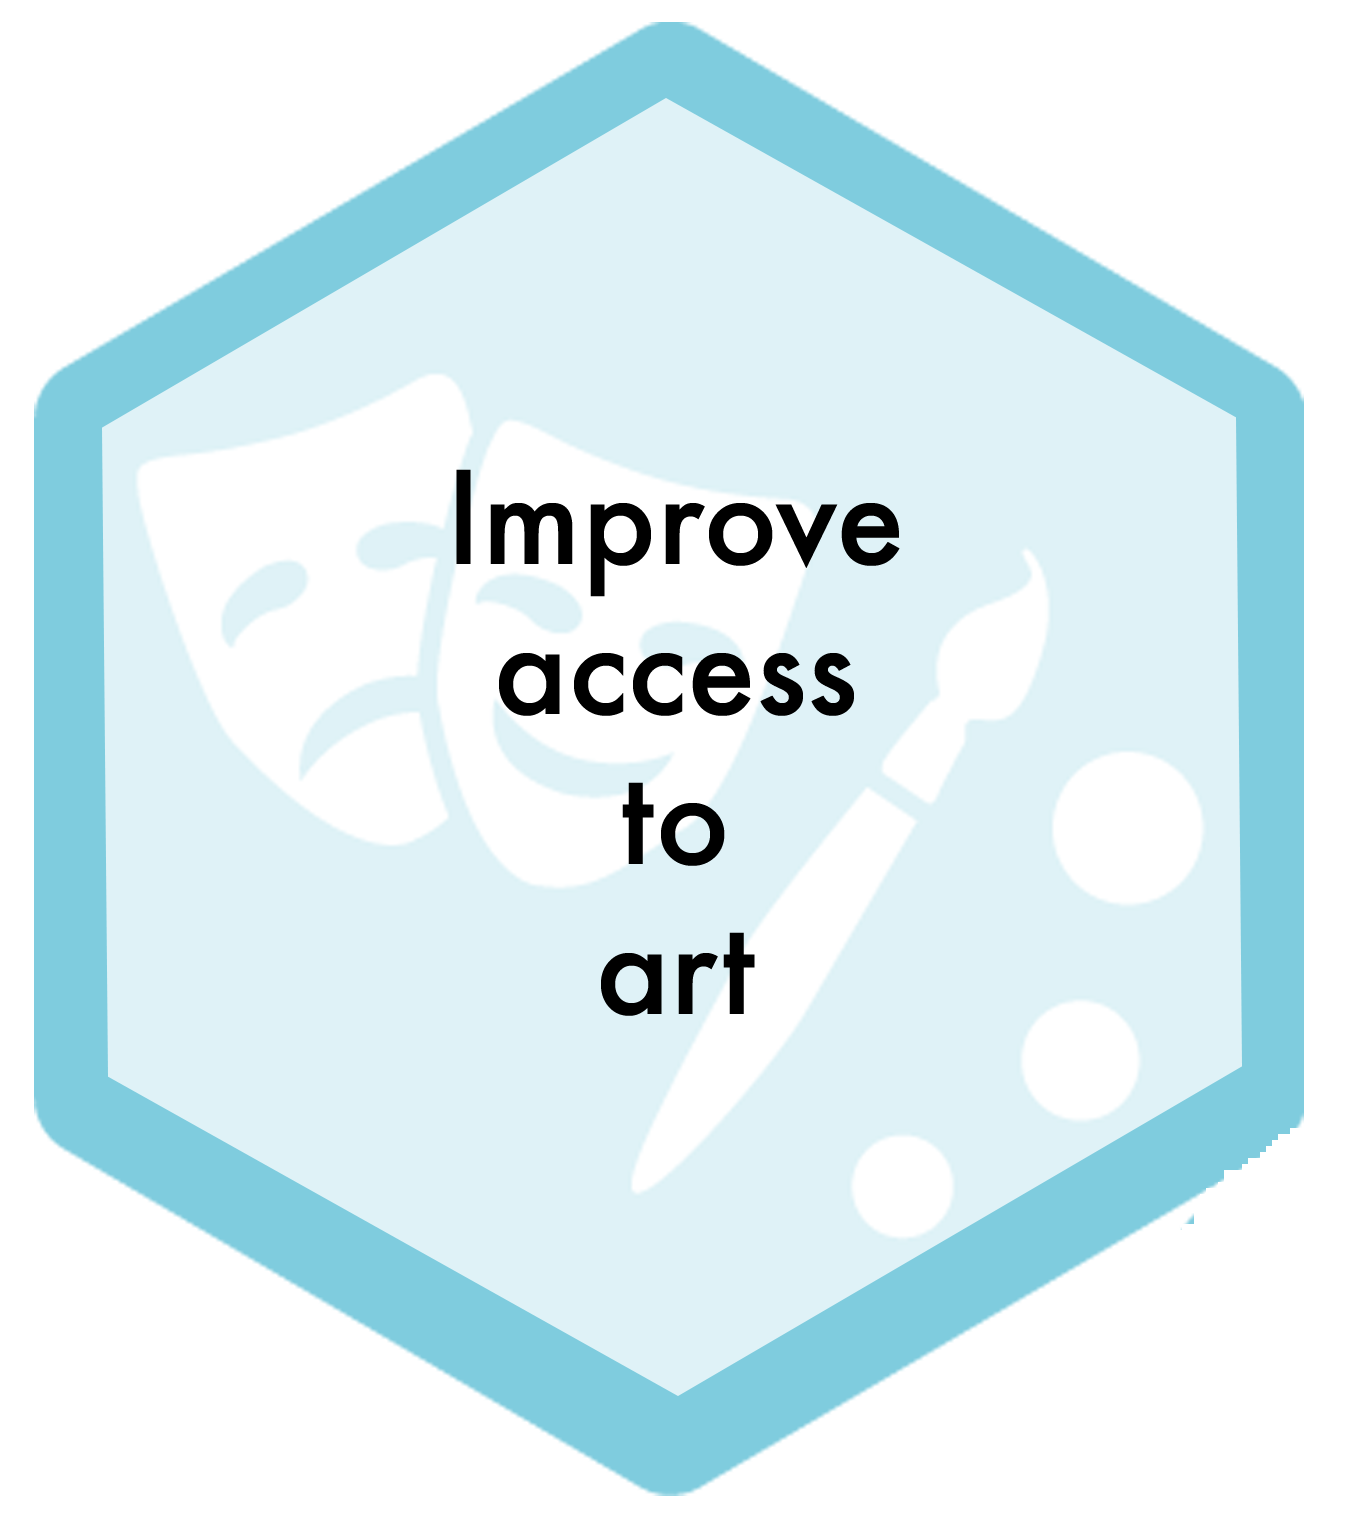 Improve
access
to
art